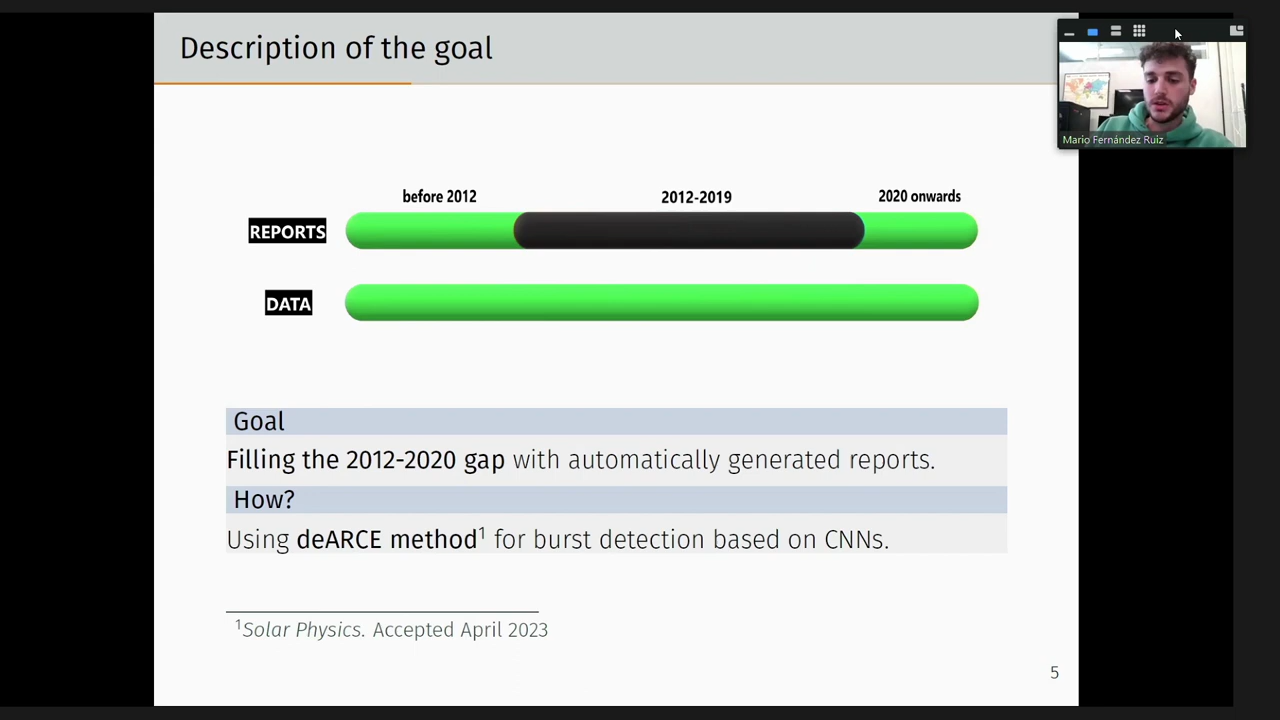 Description of the goal
Mario Fernández Ruiz
before 2012 2012-2019 2020 onwards
REPORTS
DATA
Goal
Filling the 2012-2020 gap with automatically generated reports.
How?
Using deARCE method¹ for burst detection based on CNNs.
¹Solar Physics. Accepted April 2023
5